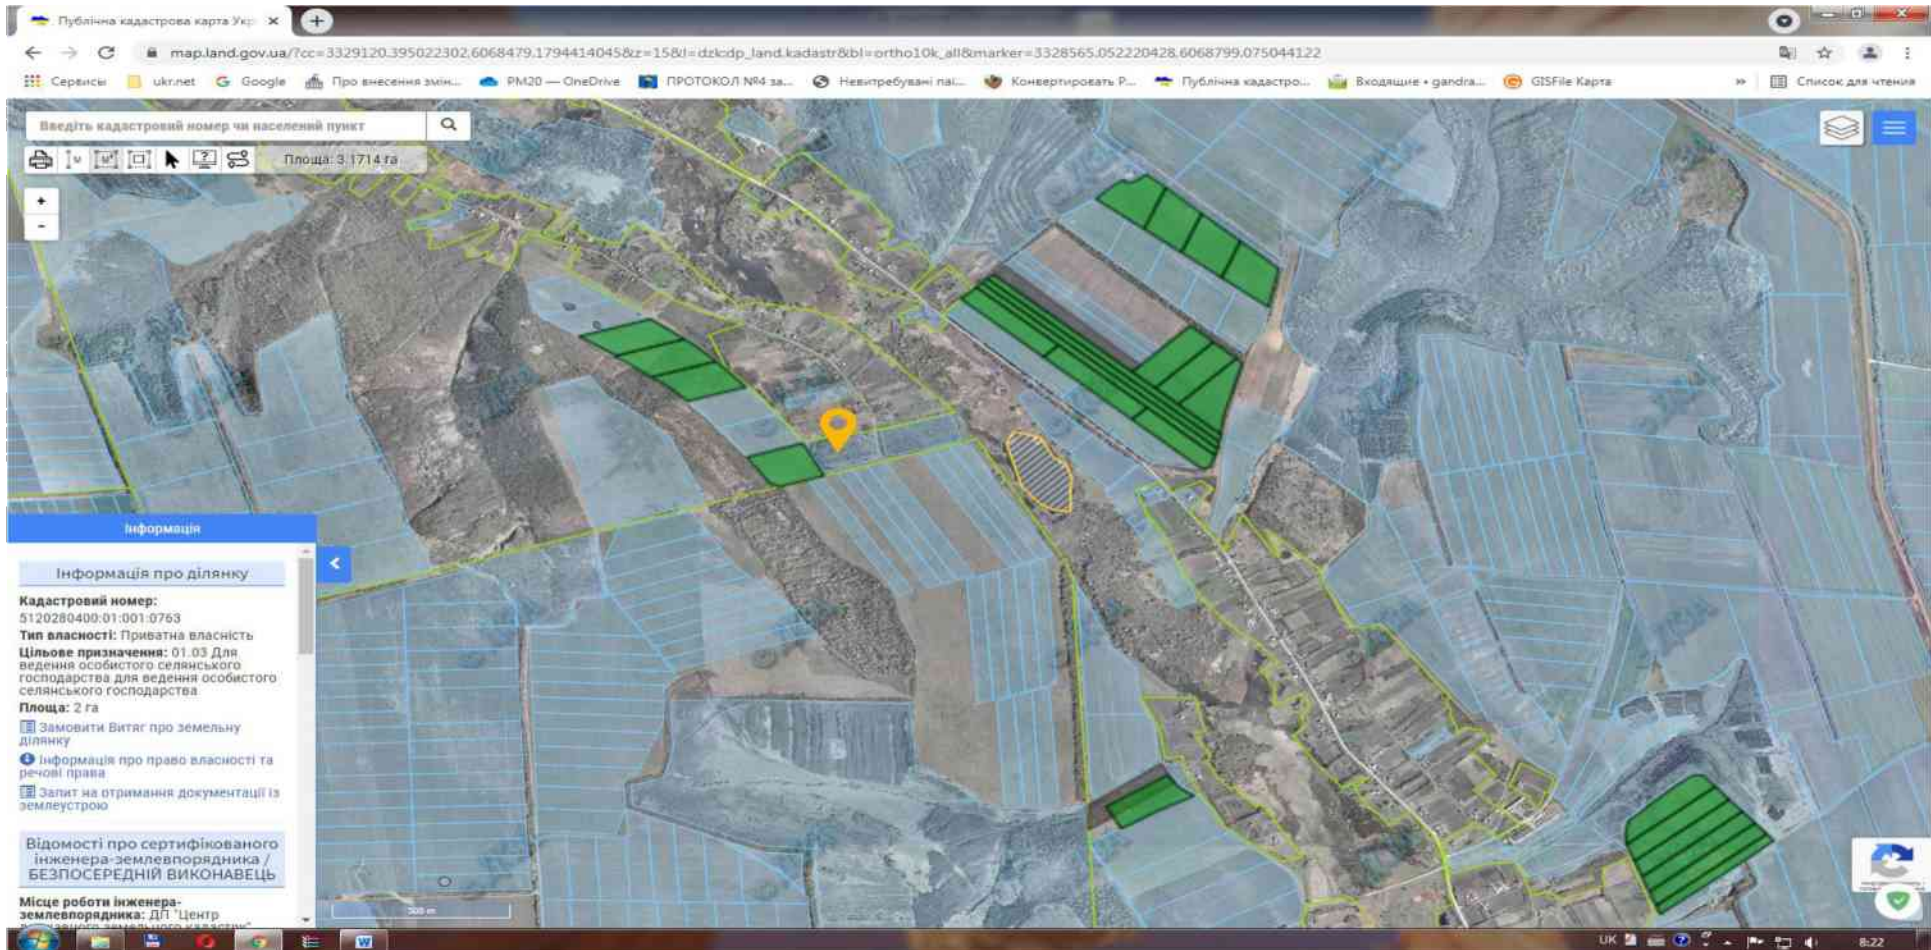 Публічна кадастрова карта Укр
map.land.gov.ua/?cc=3329120.395022302,6068479.1794414045&z=15&l=dzk:dp_land.kadastr&bl=ortho10k_all&marker=3328565.052220428,6068799.075044122
Сервисы
ukr.net
Google
Про внесення змін...
PM20 — OneDrive
ПРОТОКОЛ №4 за...
Невитребувані паї...
Конвертировать P...
Публічна кадастро...
Входящие • gandra...
GISFile Карта
»
Список для чтения
Введіть кадастровий номер чи населений пункт
Площа: 3.1714 га
+
-
Інформація
Інформація про ділянку
Кадастровий номер:
5120280400:01:001:0763
Тип власності: Приватна власність
Цільове призначення: 01.03 Для
ведення особистого селянського
господарства для ведення особистого
селянського господарства
Площа: 2 га
Замовити Витяг про земельну
ділянку
Інформація про право власності та
речові права
Запит на отримання документації із
землеустрою
Відомості про сертифікованого
інженера-землевпорядника /
БЕЗПОСЕРЕДНІЙ ВИКОНАВЕЦЬ
Місце роботи інженера-
землевпорядника: ДП "Центр
державного земельного кадастру"
500 m
UK
8:22